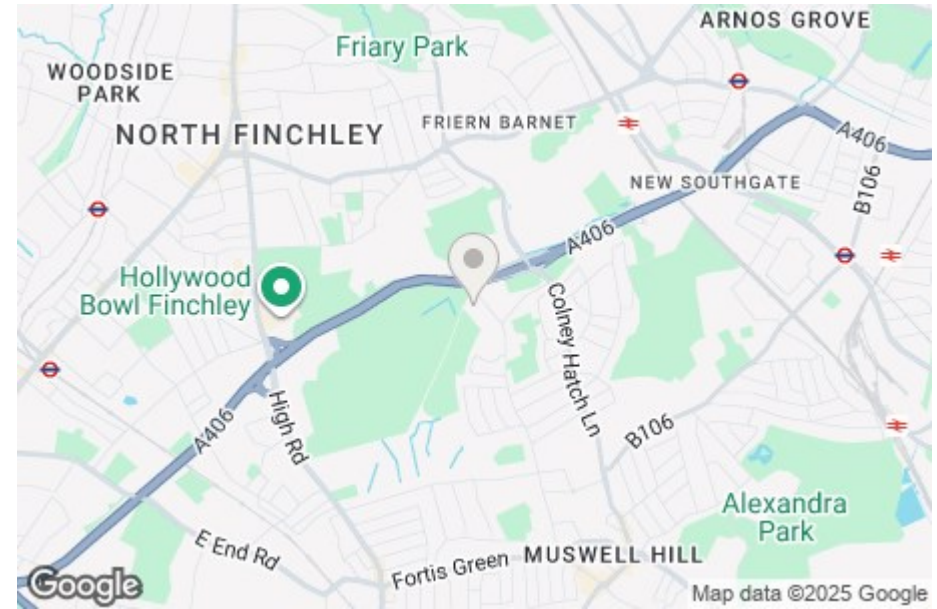 ARNOS GROVE
Friary Park
WOODSIDE
PARK
NORTH FINCHLEY
FRIERN BARNET
A406
NEW SOUTHGATE
B106
A406
Hollywood
Bowl Finchley
Colney Hatch Ln
High Rd
A406
B106
Alexandra
Park
E End Rd
Fortis Green
MUSWELL HILL
Google
Map data ©2025 Google